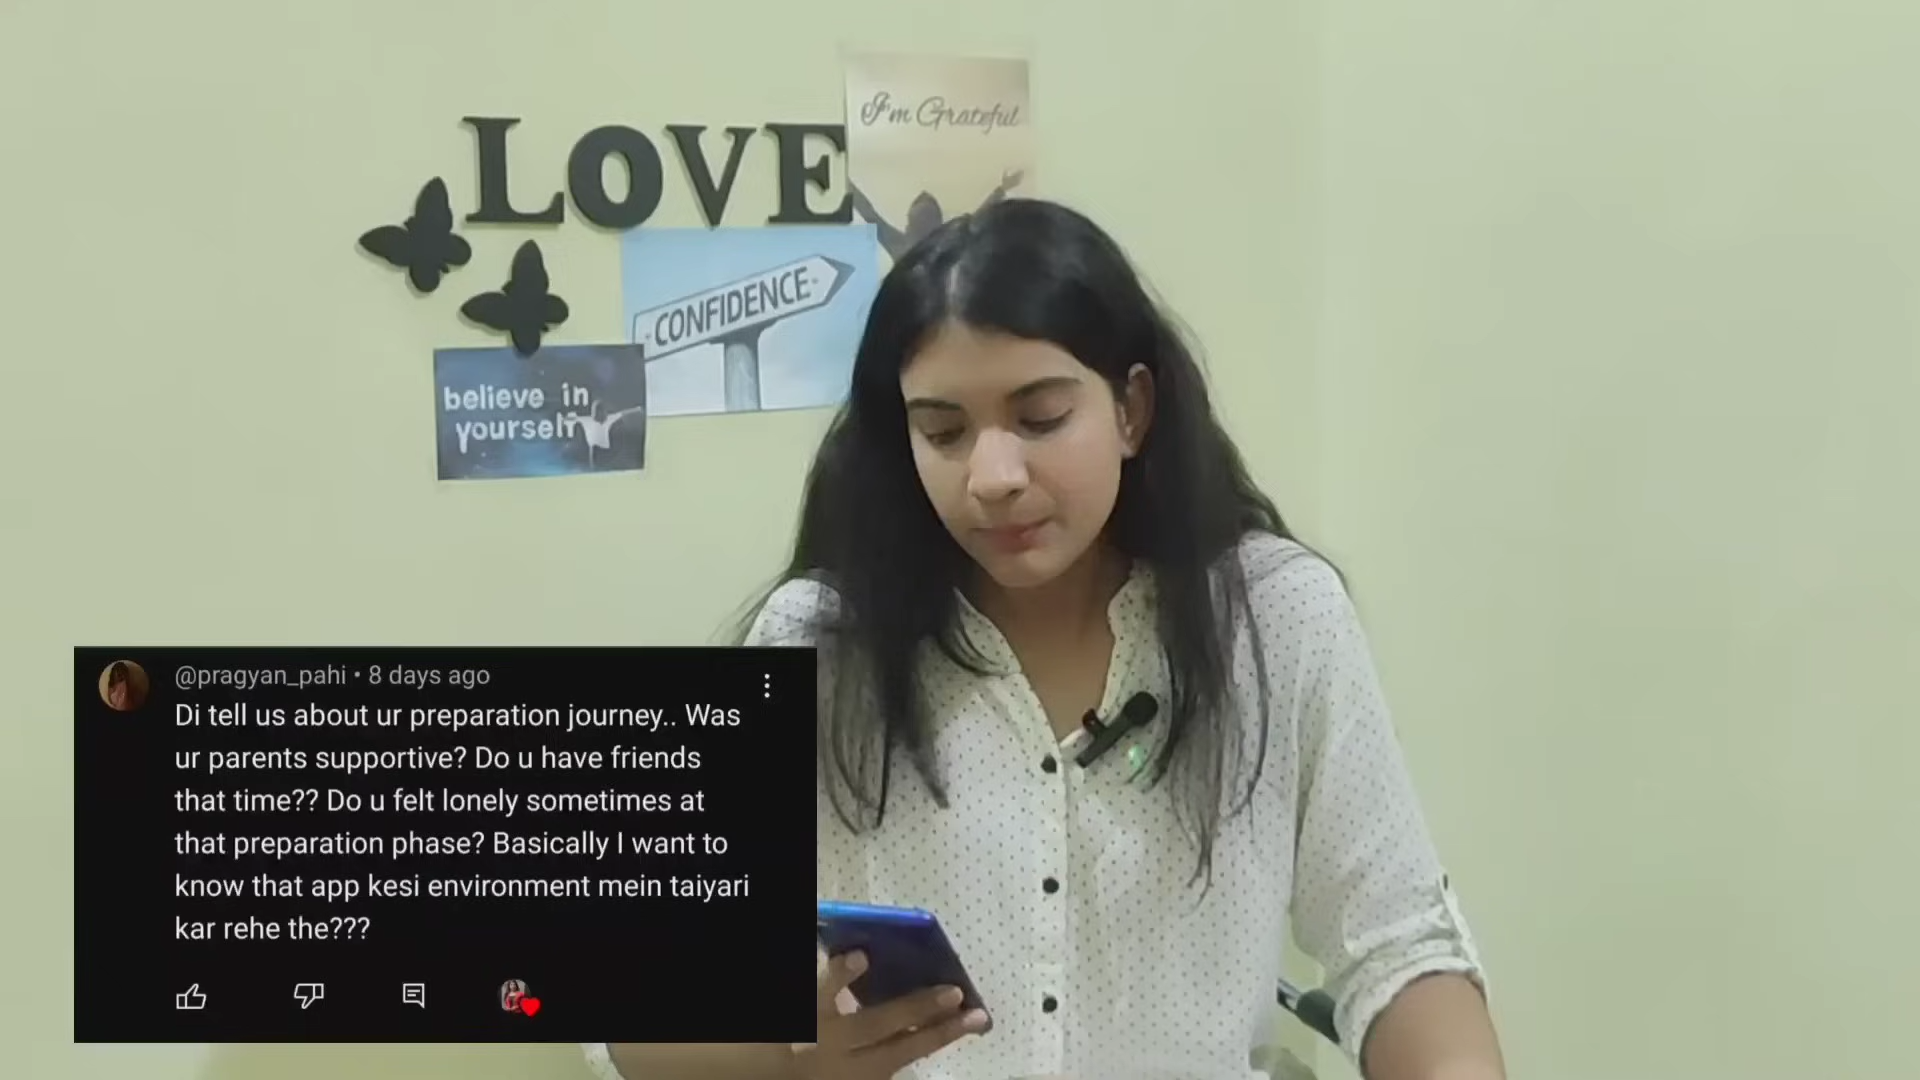 LOVE
I'm Grateful
CONFIDENCE
believe in
yourself
@pragyan_pahi • 8 days ago
Di tell us about ur preparation journey.. Was
ur parents supportive? Do u have friends
that time?? Do u felt lonely sometimes at
that preparation phase? Basically I want to
know that app kesi environment mein taiyari
kar rehe the???